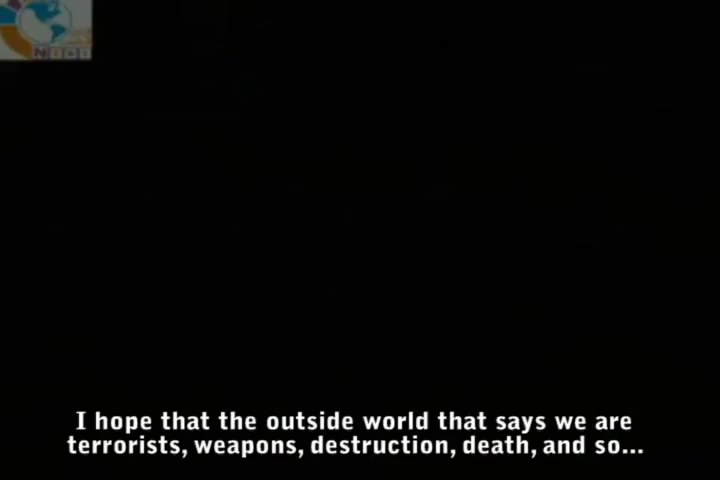 I hope that the outside world that says we are
terrorists, weapons, destruction, death, and so...